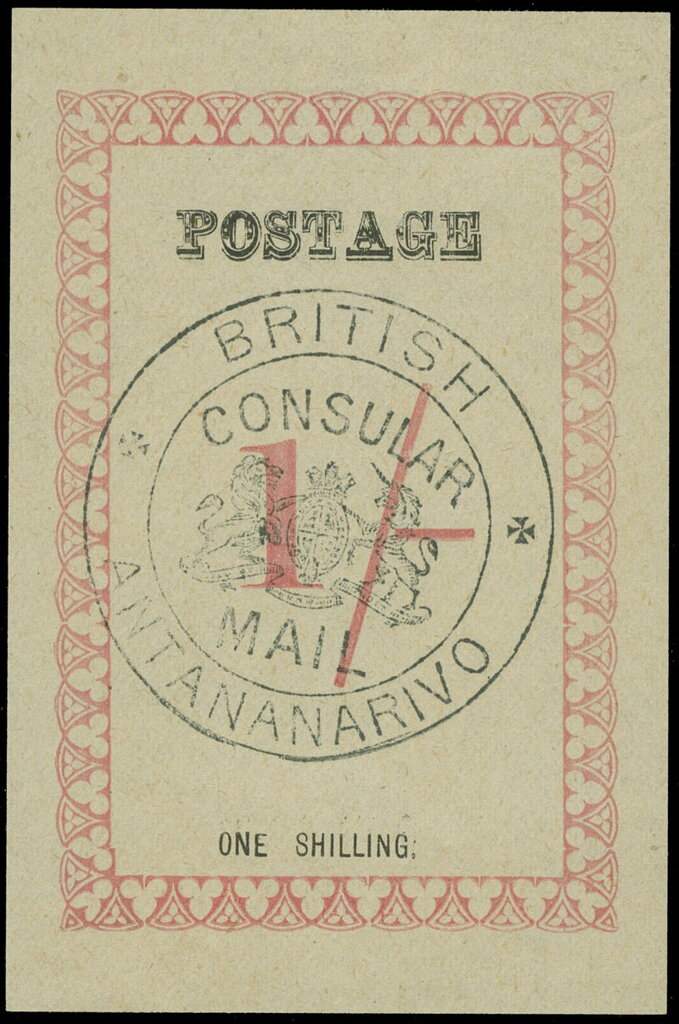 POSTAGE
BRITISH
CONSULAR
1/-
MAIL
ANTANANARIVO
ONE SHILLING.